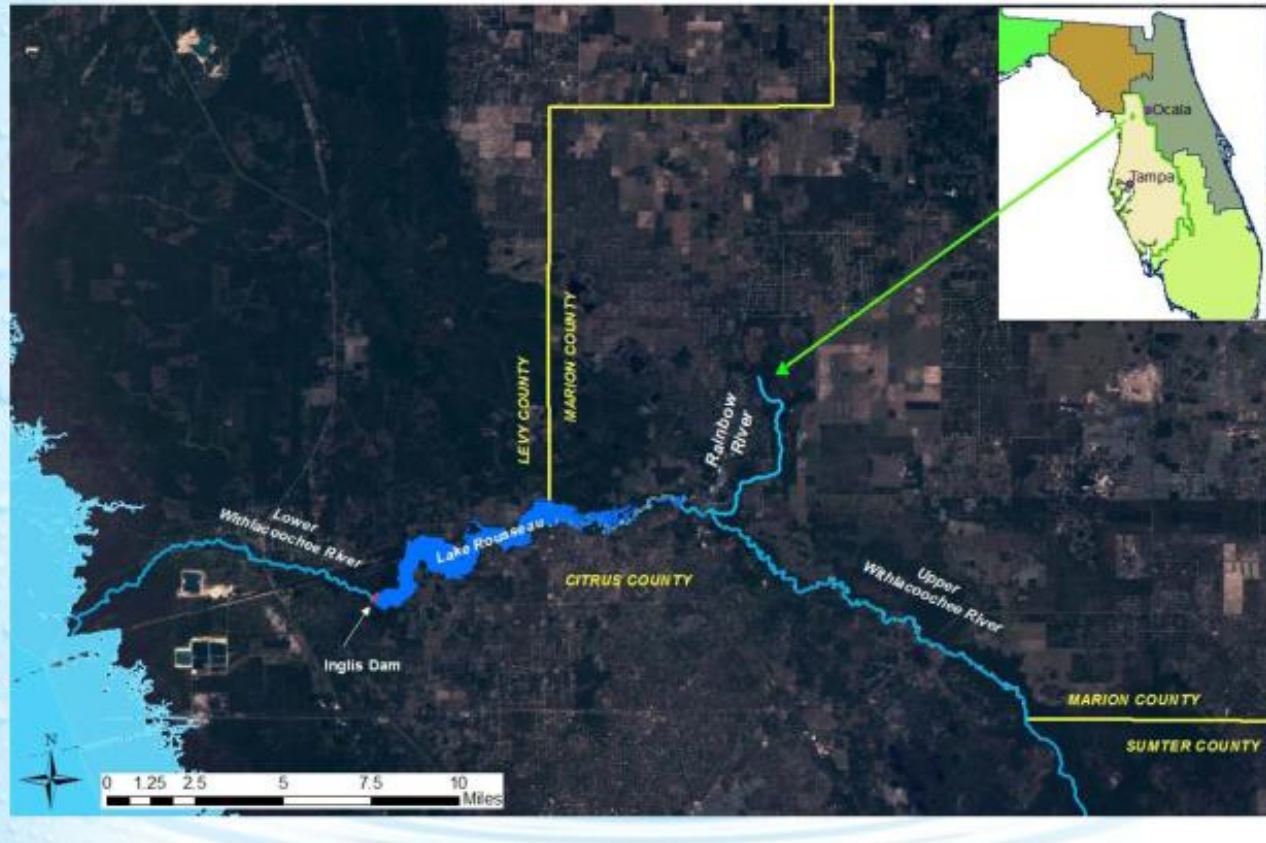 Ocala
Tampa
LEVY COUNTY
MARION COUNTY
Rainbow
River
Lower
Withlacoochee River
Lake Rousseau
CITRUS COUNTY
Upper
Withlacoochee River
Inglis Dam
MARION COUNTY
SUMTER COUNTY
N
0 1.25 2.5 5 7.5 10
Miles